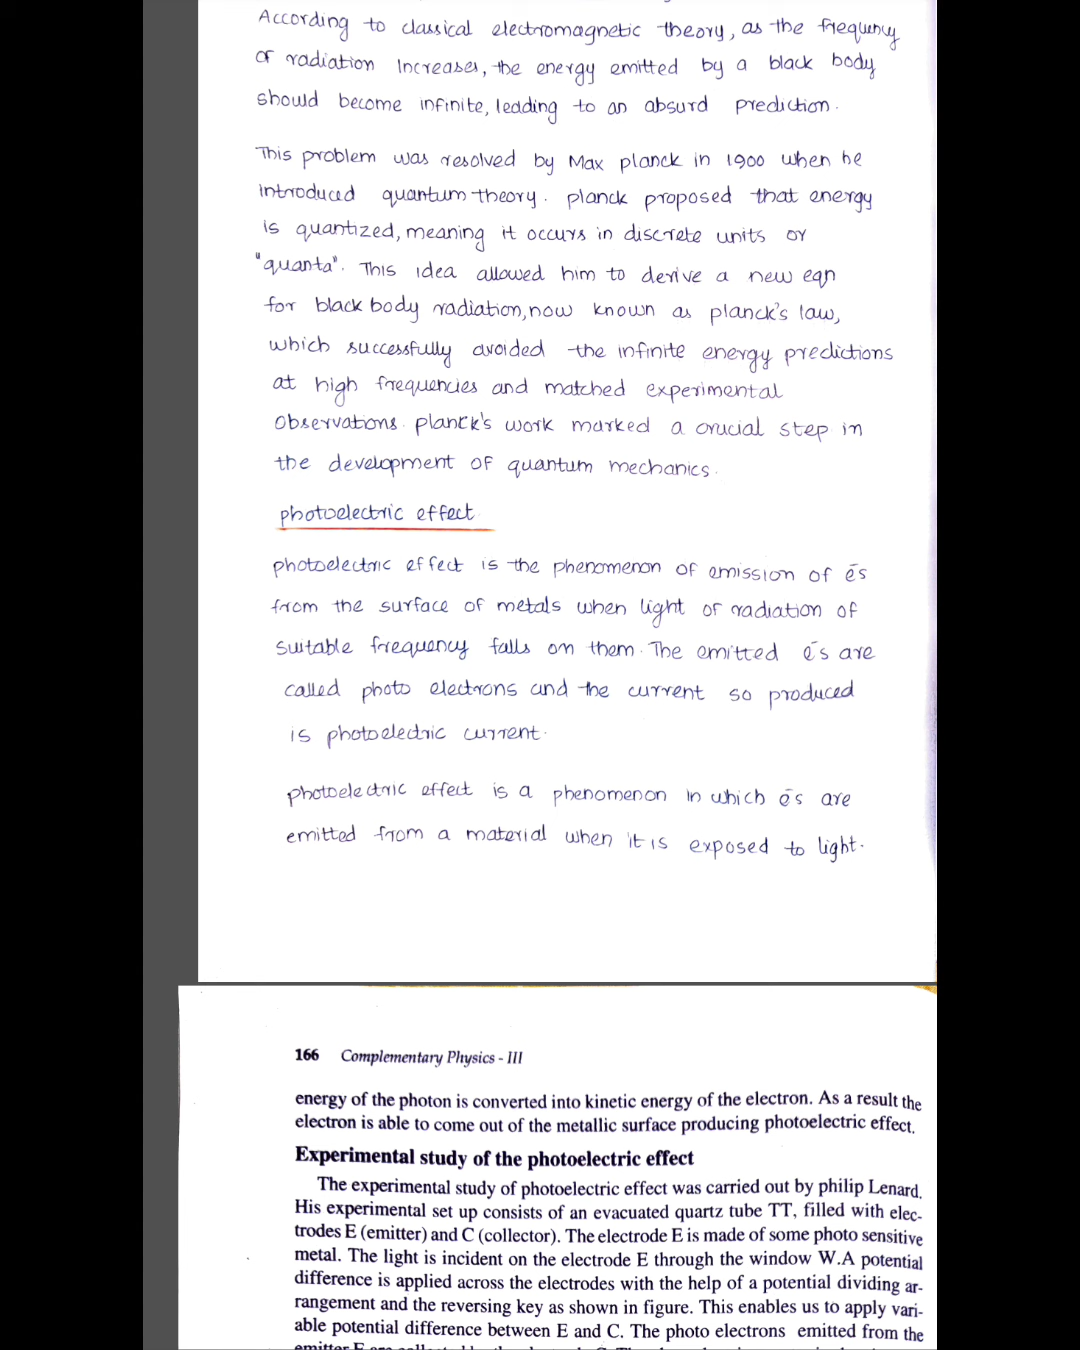 According to classical electromagnetic theory, as the frequency
of radiation increases, the energy emitted by a black body
should become infinite, leading to an absurd prediction.
This problem was resolved by Max planck in 1900 when he
introduced quantum theory. planck proposed that energy
is quantized, meaning it occurs in discrete units or
"quanta". This idea allowed him to derive a new eqn
for black body radiation, now known as planck's law,
which successfully avoided the infinite energy predictions
at high frequencies and matched experimental
observations. planck's work marked a crucial step in
the development of quantum mechanics.
photoelectric effect
photoelectric effect is the phenomenon of emission of ēs
from the surface of metals when light or radiation of
suitable frequency falls on them. The emitted ē's are
called photo electrons and the current so produced
is photoelectric current.
photoelectric effect is a phenomenon in which ēs are
emitted from a material when it is exposed to light.
166 Complementary Physics - III
energy of the photon is converted into kinetic energy of the electron. As a result the
electron is able to come out of the metallic surface producing photoelectric effect.
Experimental study of the photoelectric effect
The experimental study of photoelectric effect was carried out by philip Lenard.
His experimental set up consists of an evacuated quartz tube TT, filled with elec-
trodes E (emitter) and C (collector). The electrode E is made of some photo sensitive
metal. The light is incident on the electrode E through the window W.A potential
difference is applied across the electrodes with the help of a potential dividing ar-
rangement and the reversing key as shown in figure. This enables us to apply vari-
able potential difference between E and C. The photo electrons emitted from the